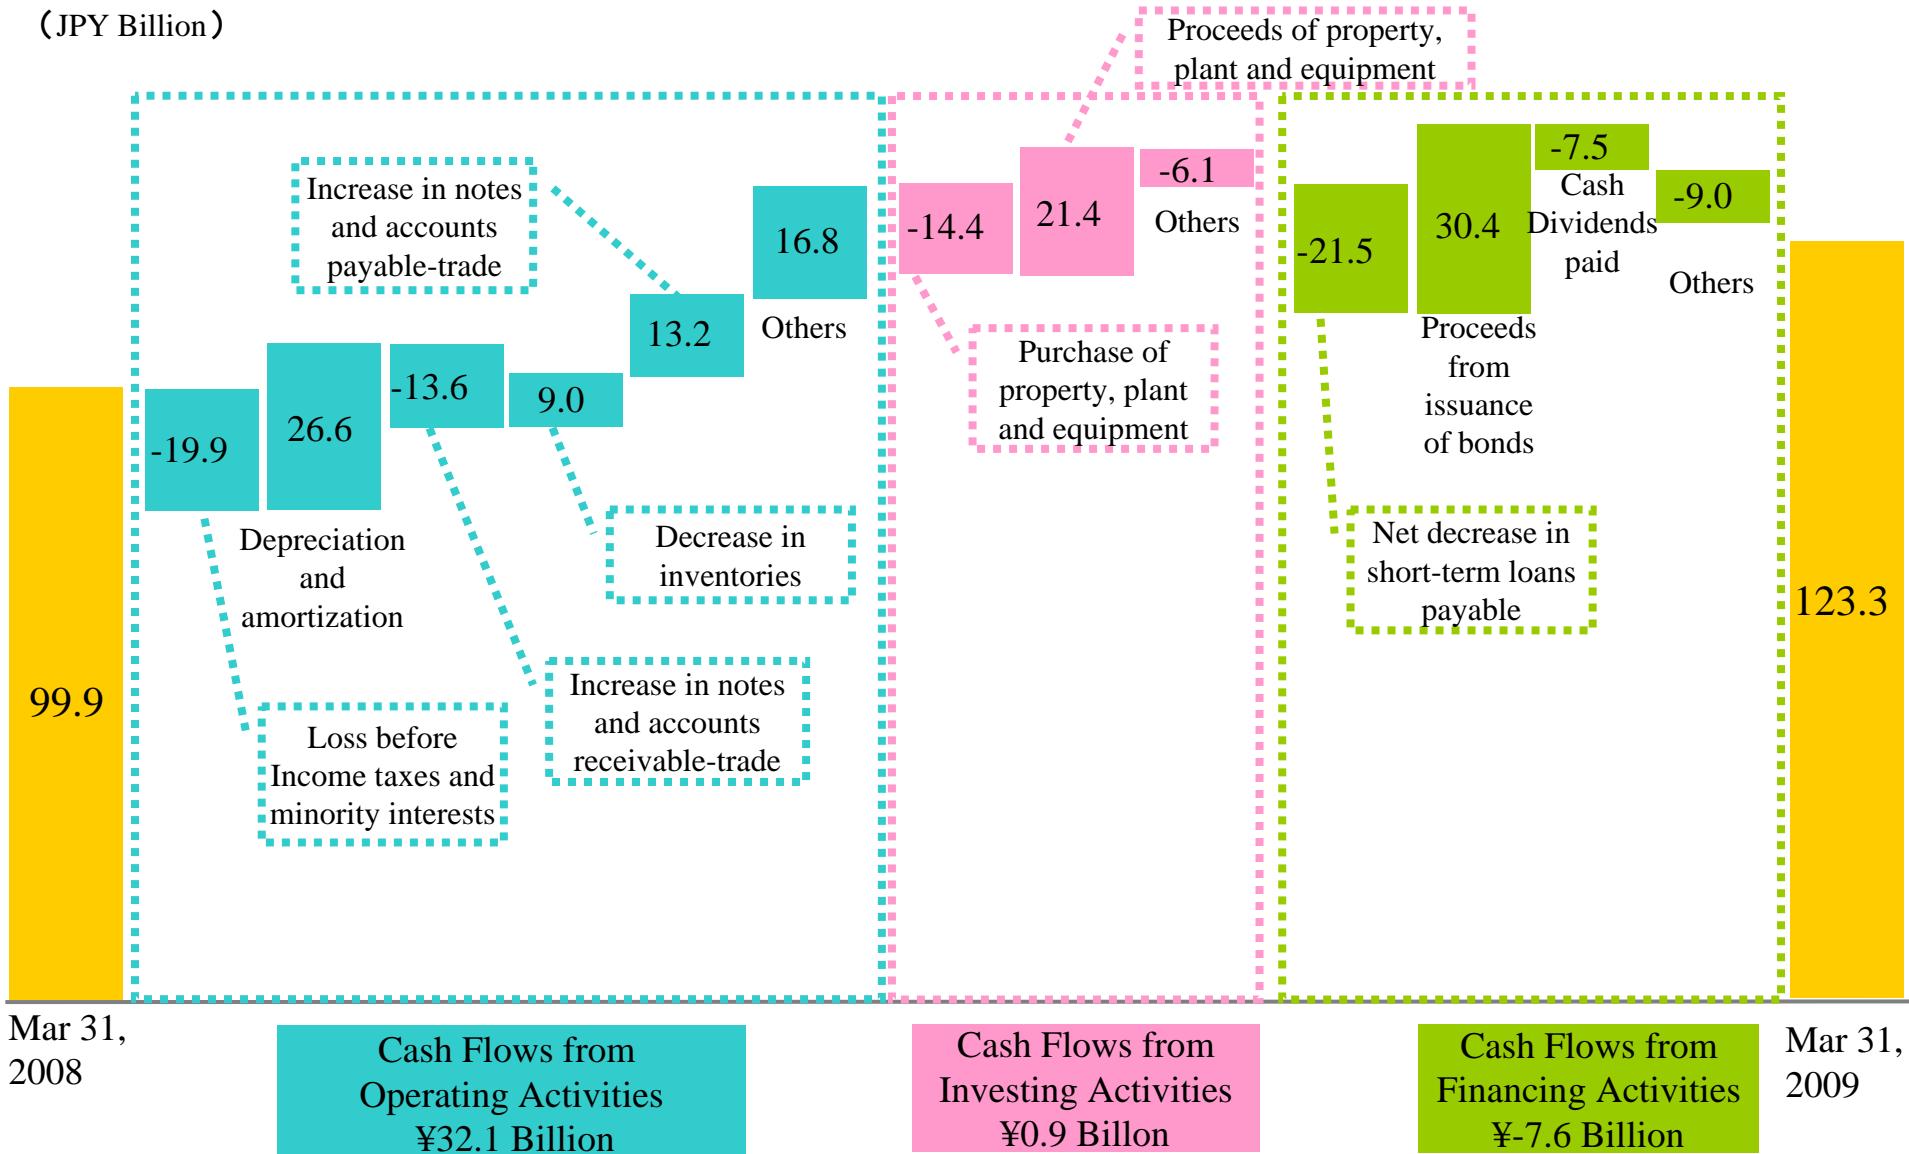 （JPY Billion）
Proceeds of property,
plant and equipment
Increase in notes
and accounts
payable-trade
16.8
Others
13.2
-14.4
21.4
-6.1
Others
-7.5
Cash
Dividends
paid
-9.0
Others
-21.5
30.4
Proceeds
from
issuance
of bonds
Purchase of
property, plant
and equipment
-19.9
26.6
-13.6
9.0
Depreciation
and
amortization
Decrease in
inventories
Net decrease in
short-term loans
payable
99.9
123.3
Increase in notes
and accounts
receivable-trade
Loss before
Income taxes and
minority interests
Mar 31,
2008
Cash Flows from
Operating Activities
¥32.1 Billion
Cash Flows from
Investing Activities
¥0.9 Billon
Cash Flows from
Financing Activities
¥-7.6 Billion
Mar 31,
2009